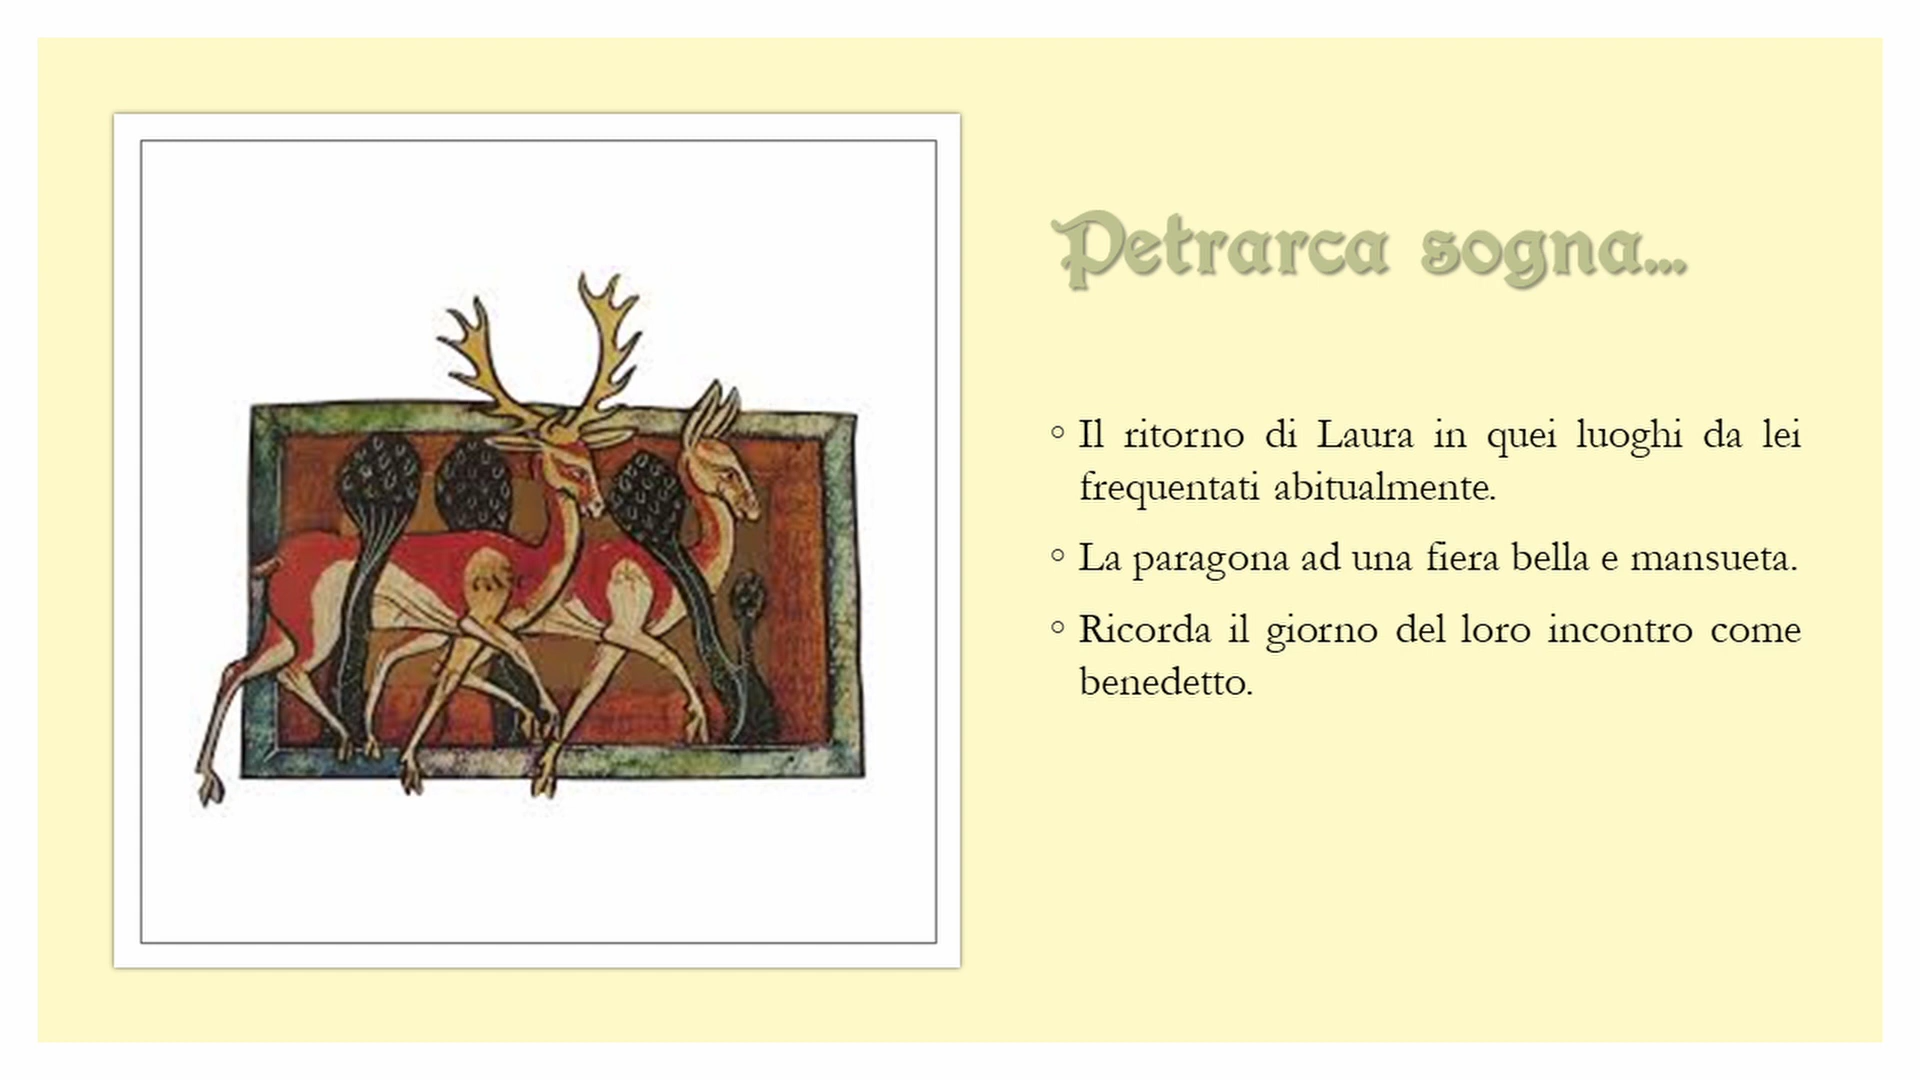 Petrarca sogna...
◦ Il ritorno di Laura in quei luoghi da lei
frequentati abitualmente.
◦ La paragona ad una fiera bella e mansueta.
◦ Ricorda il giorno del loro incontro come
benedetto.